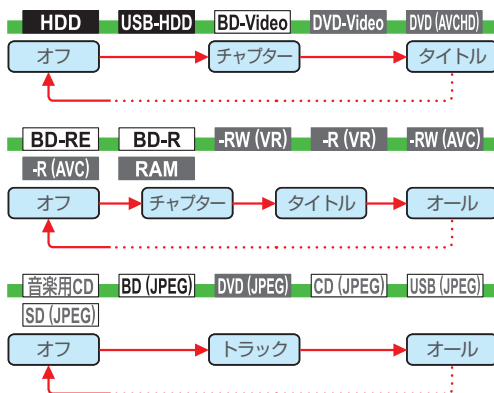 HDD USB-HDD BD-Video DVD-Video DVD (AVCHD)
オフ チャプター タイトル
BD-RE BD-R -RW (VR) -R (VR) -RW (AVC)
-R (AVC) RAM
オフ チャプター タイトル オール
音楽用CD BD (JPEG) DVD (JPEG) CD (JPEG) USB (JPEG)
SD (JPEG)
オフ トラック オール